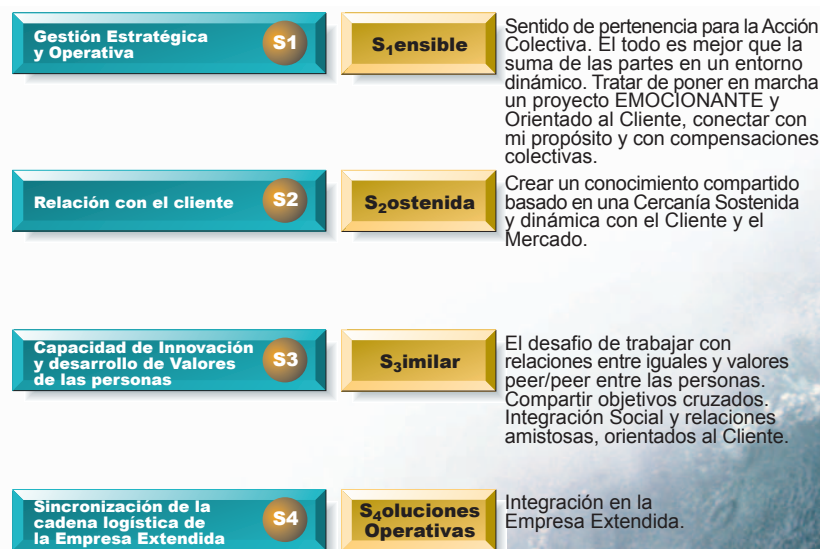 Gestión Estratégica
y Operativa
S1
S₁ensible
Sentido de pertenencia para la Acción
Colectiva. El todo es mejor que la
suma de las partes en un entorno
dinámico. Tratar de poner en marcha
un proyecto EMOCIONANTE y
Orientado al Cliente, conectar con
mi propósito y con compensaciones
colectivas.
Relación con el cliente
S2
S₂ostenida
Crear un conocimiento compartido
basado en una Cercanía Sostenida
y dinámica con el Cliente y el
Mercado.
Capacidad de Innovación
y desarrollo de Valores
de las personas
S3
S₃imilar
El desafio de trabajar con
relaciones entre iguales y valores
peer/peer entre las personas.
Compartir objetivos cruzados.
Integración Social y relaciones
amistosas, orientados al Cliente.
Sincronización de la
cadena logística de
la Empresa Extendida
S4
S₄oluciones
Operativas
Integración en la
Empresa Extendida.